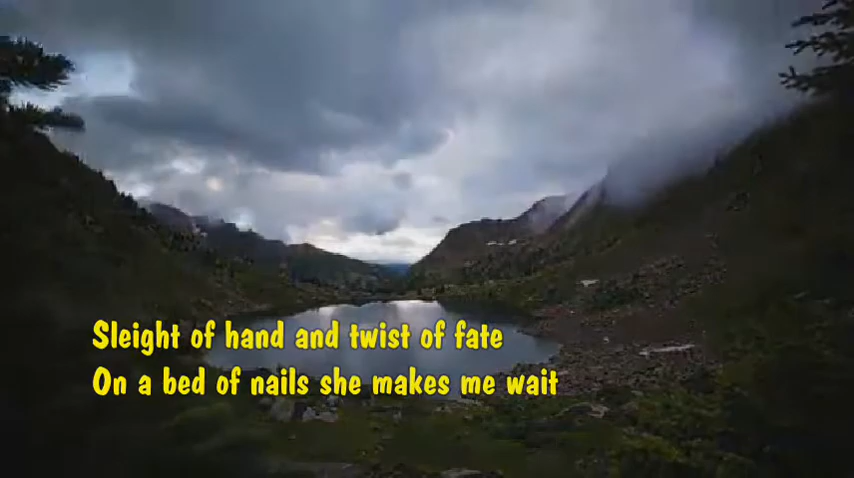 Sleight of hand and twist of fate
On a bed of nails she makes me wait